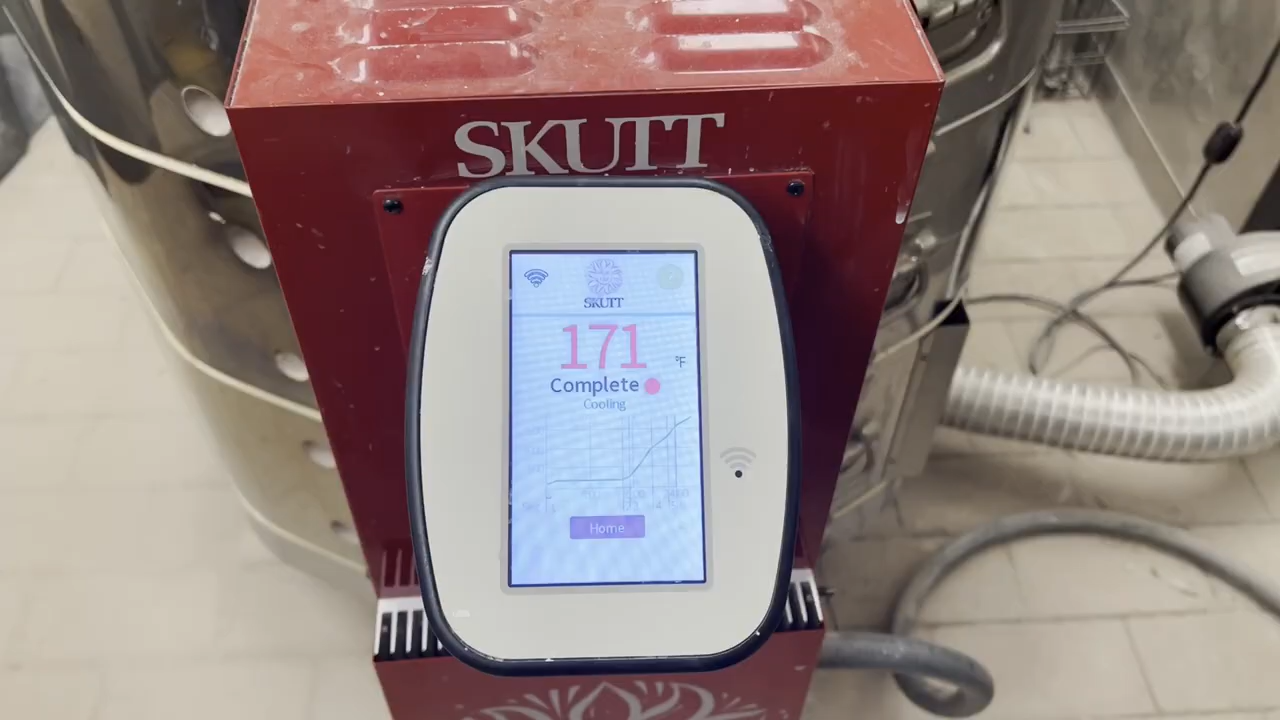 SKUTT
SKUTT
171
°F
Complete
Cooling
Home